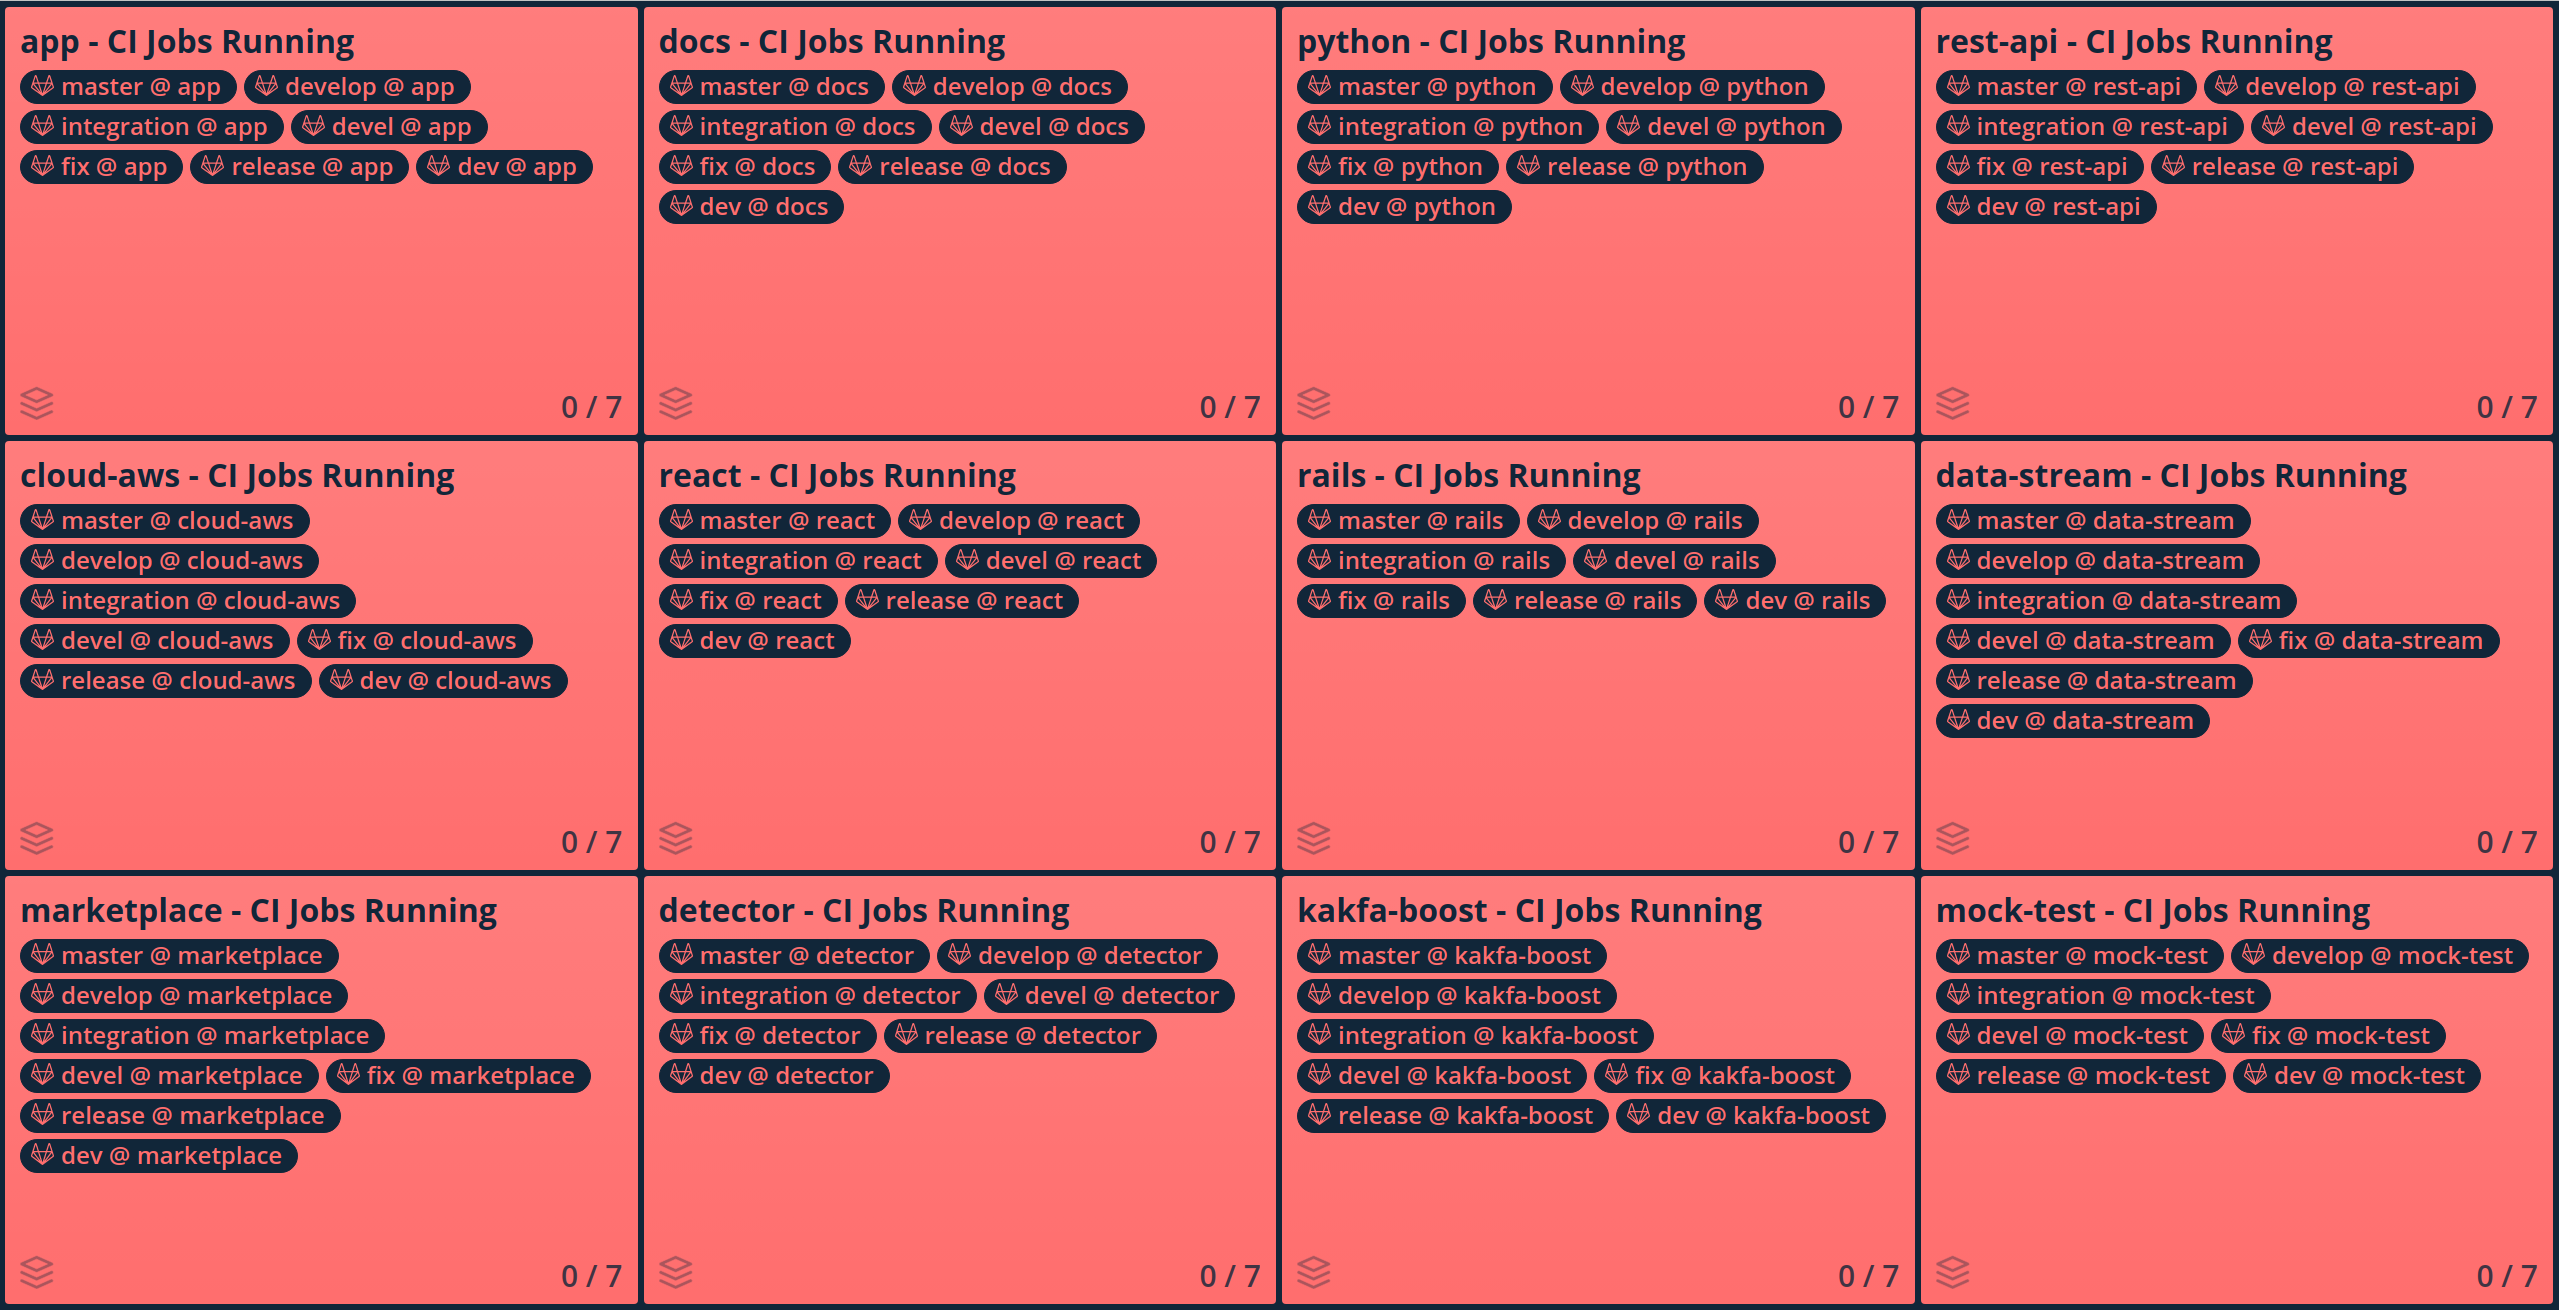 app - CI Jobs Running
master @ app develop @ app
integration @ app devel @ app
fix @ app release @ app dev @ app
0 / 7
docs - CI Jobs Running
master @ docs develop @ docs
integration @ docs devel @ docs
fix @ docs release @ docs
dev @ docs
0 / 7
python - CI Jobs Running
master @ python develop @ python
integration @ python devel @ python
fix @ python release @ python
dev @ python
0 / 7
rest-api - CI Jobs Running
master @ rest-api develop @ rest-api
integration @ rest-api devel @ rest-api
fix @ rest-api release @ rest-api
dev @ rest-api
0 / 7
cloud-aws - CI Jobs Running
master @ cloud-aws
develop @ cloud-aws
integration @ cloud-aws
devel @ cloud-aws fix @ cloud-aws
release @ cloud-aws dev @ cloud-aws
0 / 7
react - CI Jobs Running
master @ react develop @ react
integration @ react devel @ react
fix @ react release @ react
dev @ react
0 / 7
rails - CI Jobs Running
master @ rails develop @ rails
integration @ rails devel @ rails
fix @ rails release @ rails dev @ rails
0 / 7
data-stream - CI Jobs Running
master @ data-stream
develop @ data-stream
integration @ data-stream
devel @ data-stream fix @ data-stream
release @ data-stream
dev @ data-stream
0 / 7
marketplace - CI Jobs Running
master @ marketplace
develop @ marketplace
integration @ marketplace
devel @ marketplace fix @ marketplace
release @ marketplace
dev @ marketplace
0 / 7
detector - CI Jobs Running
master @ detector develop @ detector
integration @ detector devel @ detector
fix @ detector release @ detector
dev @ detector
0 / 7
kakfa-boost - CI Jobs Running
master @ kakfa-boost
develop @ kakfa-boost
integration @ kakfa-boost
devel @ kakfa-boost fix @ kakfa-boost
release @ kakfa-boost dev @ kakfa-boost
0 / 7
mock-test - CI Jobs Running
master @ mock-test develop @ mock-test
integration @ mock-test
devel @ mock-test fix @ mock-test
release @ mock-test dev @ mock-test
0 / 7